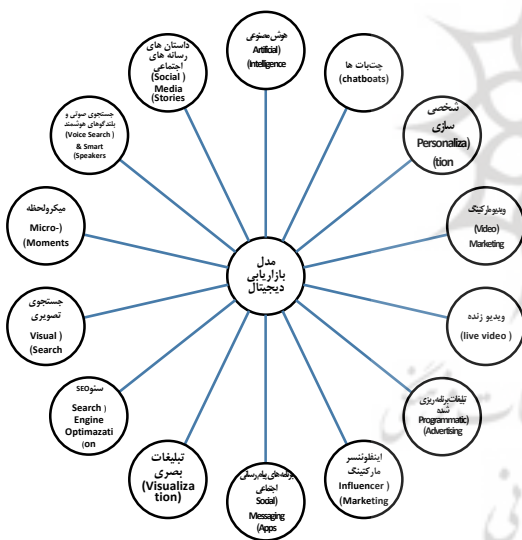 مدل
بازاریابی
دیجیتال
هوش مصنوعی
(Artificial
(Intelligence
چت‌بات ها
(chatboats)
شخصی
سازی
Personaliza)
(tion
ویدیو مارکتینگ
(Video)
Marketing
ویدیو زنده
(live video)
تبلیغات برنامه ریزی
شده
Programmatic)
(Advertising
اینفلوئنسر
مارکتینگ
Influencer )
(Marketing
برنامه های پیام رسانی
اجتماعی
Social)
Messaging
(Apps
تبلیغات
بصری
(Visualiza
tion)
سئو SEO
Search )
Engine
Optimazati
(on
جستجوی
تصویری
Visual )
(Search
میکرولحظه
Micro-)
(Moments
جستجوی صوتی و
بلندگوهای هوشمند
(Voice Search )
& Smart
(Speakers
داستان های
رسانه های
اجتماعی
(Social )
Media
(Stories